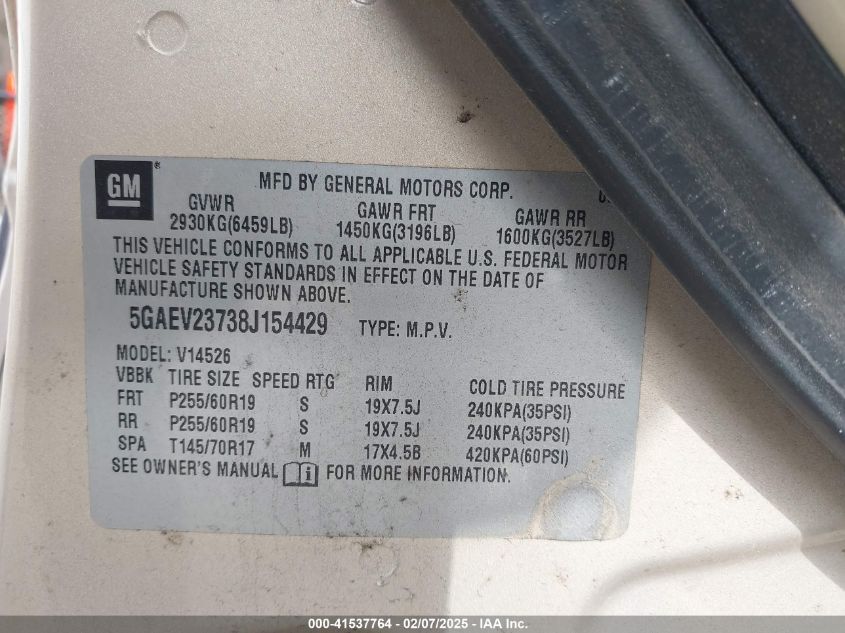 GM
MFD BY GENERAL MOTORS CORP.
GVWR GAWR FRT GAWR RR
2930KG(6459LB) 1450KG(3196LB) 1600KG(3527LB)
THIS VEHICLE CONFORMS TO ALL APPLICABLE U.S. FEDERAL MOTOR
VEHICLE SAFETY STANDARDS IN EFFECT ON THE DATE OF
MANUFACTURE SHOWN ABOVE.
5GAEV23738J154429 TYPE: M.P.V.
MODEL: V14526
VBBK TIRE SIZE SPEED RTG RIM COLD TIRE PRESSURE
FRT P255/60R19 S 19X7.5J 240KPA(35PSI)
RR P255/60R19 S 19X7.5J 240KPA(35PSI)
SPA T145/70R17 M 17X4.5B 420KPA(60PSI)
SEE OWNER'S MANUAL i FOR MORE INFORMATION.
000-41537764 - 02/07/2025 - IAA Inc.